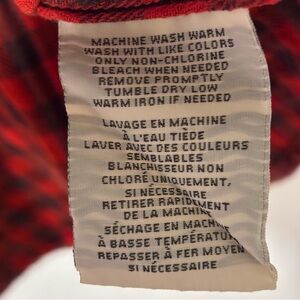 MACHINE WASH WARM
WASH WITH LIKE COLORS
ONLY NON-CHLORINE
BLEACH WHEN NEEDED
REMOVE PROMPTLY
TUMBLE DRY LOW
WARM IRON IF NEEDED
LAVAGE EN MACHINE
À L'EAU TIÈDE
LAVER AVEC DES COULEURS
SEMBLABLES
BLANCHISSEUR NON
CHLORÉ UNIQUEMENT,
SI NÉCESSAIRE
RETIRER RAPIDEMENT
DE LA MACHINE
SÉCHAGE EN MACHINE
À BASSE TEMPÉRATURE
REPASSER À FER MOYEN
SI NÉCESSAIRE